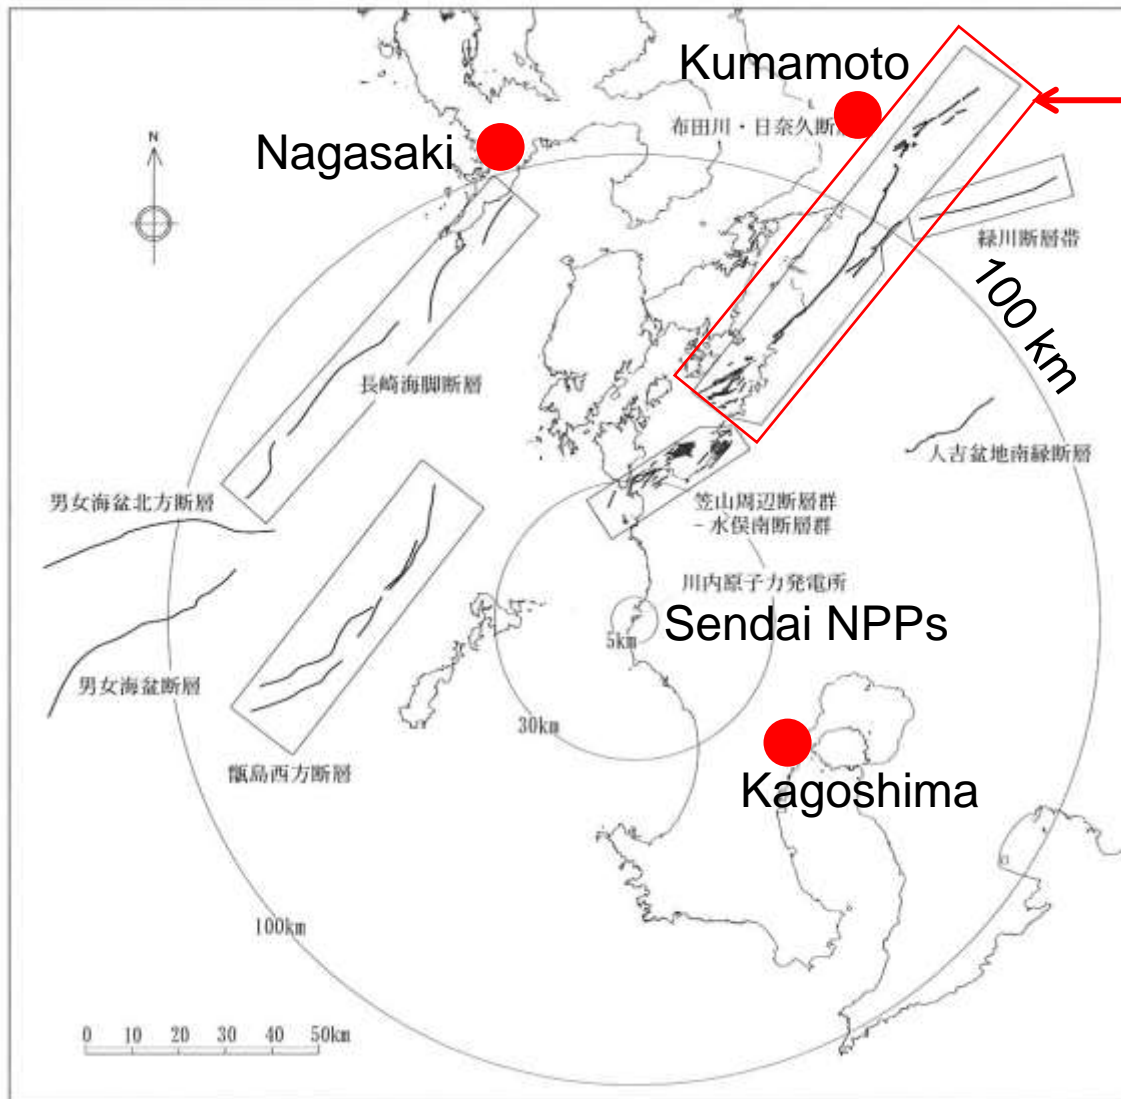 Kumamoto
布田川・日奈久断
N
Nagasaki
緑川断層帯
100 km
長崎海脚断層
人吉盆地南縁断層
男女海盆北方断層
笠山周辺断層群
－水俣南断層群
川内原子力発電所
5km
Sendai NPPs
男女海盆断層
30km
甑島西方断層
Kagoshima
100km
0 10 20 30 40 50km